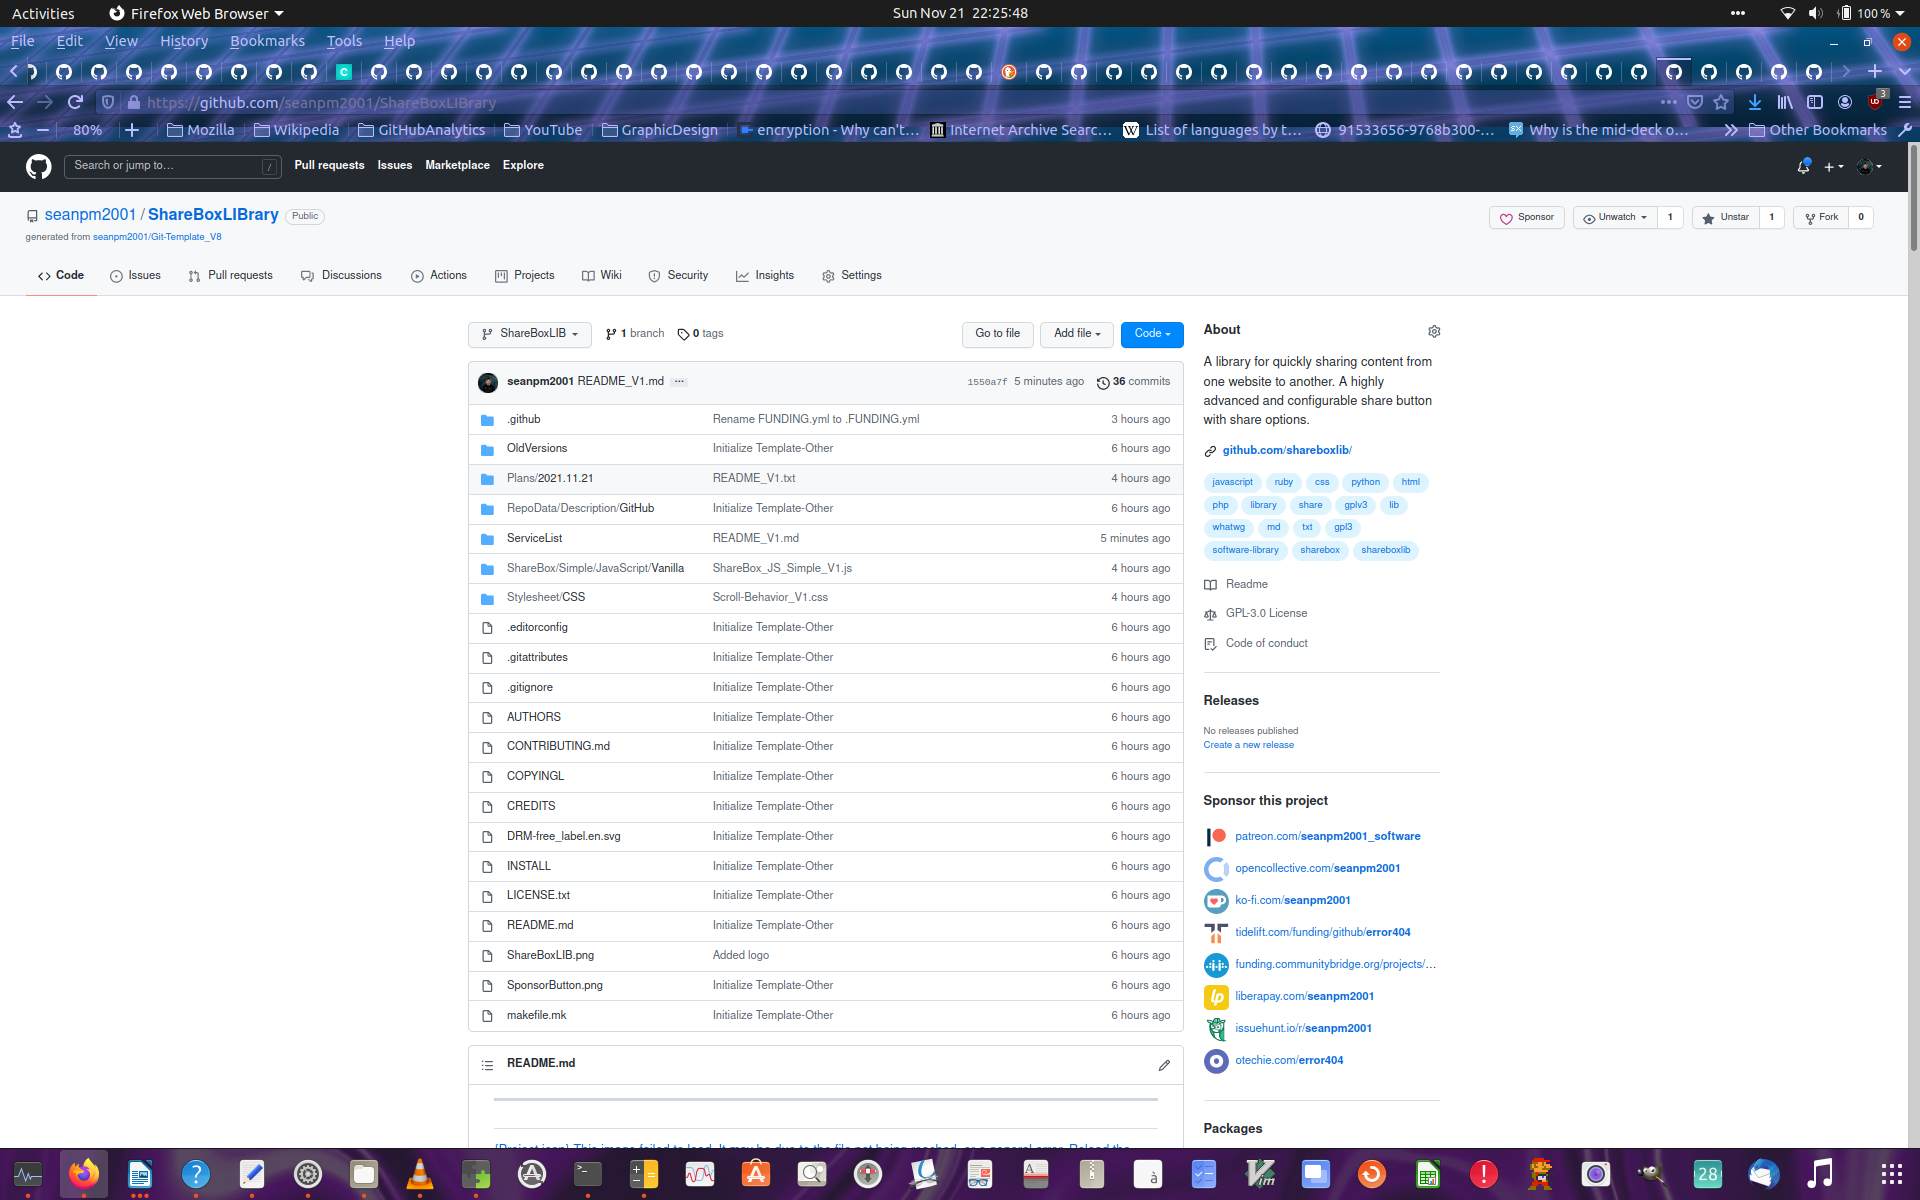 Activities
Firefox Web Browser
Sun Nov 21 22:25:48
100 %
File Edit View History Bookmarks Tools Help
https://github.com/seanpm2001/ShareBoxLIBrary
3
80%
Mozilla
Wikipedia
GitHubAnalytics
YouTube
GraphicDesign
encryption - Why can't…
Internet Archive Searc…
List of languages by t…
91533656-9768b300-…
Why is the mid-deck o…
Other Bookmarks
Search or jump to…
/
Pull requests
Issues
Marketplace
Explore
seanpm2001 / ShareBoxLIBrary Public
generated from seanpm2001/Git-Template_V8
Sponsor
Unwatch 1
Unstar 1
Fork 0
Code
Issues
Pull requests
Discussions
Actions
Projects
Wiki
Security
Insights
Settings
ShareBoxLIB
1 branch
0 tags
Go to file
Add file
Code
seanpm2001 README_V1.md
1550a7f 5 minutes ago
36 commits
.github Rename FUNDING.yml to .FUNDING.yml 3 hours ago
OldVersions Initialize Template-Other 6 hours ago
Plans/2021.11.21 README_V1.txt 4 hours ago
RepoData/Description/GitHub Initialize Template-Other 6 hours ago
ServiceList README_V1.md 5 minutes ago
ShareBox/Simple/JavaScript/Vanilla ShareBox_JS_Simple_V1.js 4 hours ago
Stylesheet/CSS Scroll-Behavior_V1.css 4 hours ago
.editorconfig Initialize Template-Other 6 hours ago
.gitattributes Initialize Template-Other 6 hours ago
.gitignore Initialize Template-Other 6 hours ago
AUTHORS Initialize Template-Other 6 hours ago
CONTRIBUTING.md Initialize Template-Other 6 hours ago
COPYINGL Initialize Template-Other 6 hours ago
CREDITS Initialize Template-Other 6 hours ago
DRM-free_label.en.svg Initialize Template-Other 6 hours ago
INSTALL Initialize Template-Other 6 hours ago
LICENSE.txt Initialize Template-Other 6 hours ago
README.md Initialize Template-Other 6 hours ago
ShareBoxLIB.png Added logo 6 hours ago
SponsorButton.png Initialize Template-Other 6 hours ago
makefile.mk Initialize Template-Other 6 hours ago
README.md
About
A library for quickly sharing content from
one website to another. A highly
advanced and configurable share button
with share options.
github.com/shareboxlib/
javascript ruby css python html
php library share gplv3 lib
whatwg md txt gpl3
software-library sharebox shareboxlib
Readme
GPL-3.0 License
Code of conduct
Releases
No releases published
Create a new release
Sponsor this project
patreon.com/seanpm2001_software
opencollective.com/seanpm2001
ko-fi.com/seanpm2001
tidelift.com/funding/github/error404
funding.communitybridge.org/projects/…
liberapay.com/seanpm2001
issuehunt.io/r/seanpm2001
otechie.com/error404
Packages
28